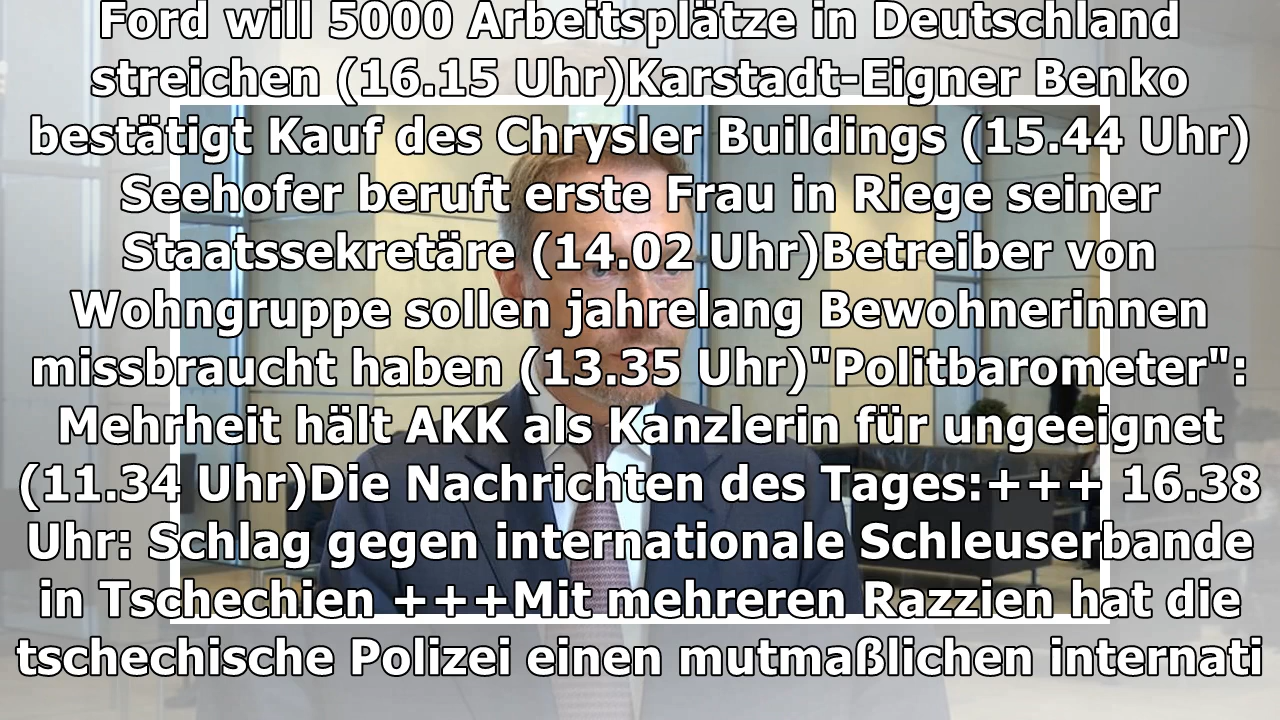 Ford will 5000 Arbeitsplätze in Deutschland
streichen (16.15 Uhr)Karstadt-Eigner Benko
bestätigt Kauf des Chrysler Buildings (15.44 Uhr)
Seehofer beruft erste Frau in Riege seiner
Staatssekretäre (14.02 Uhr)Betreiber von
Wohngruppe sollen jahrelang Bewohnerinnen
missbraucht haben (13.35 Uhr)"Politbarometer":
Mehrheit hält AKK als Kanzlerin für ungeeignet
(11.34 Uhr)Die Nachrichten des Tages:+++ 16.38
Uhr: Schlag gegen internationale Schleuserbande
in Tschechien +++Mit mehreren Razzien hat die
tschechische Polizei einen mutmaßlichen internati